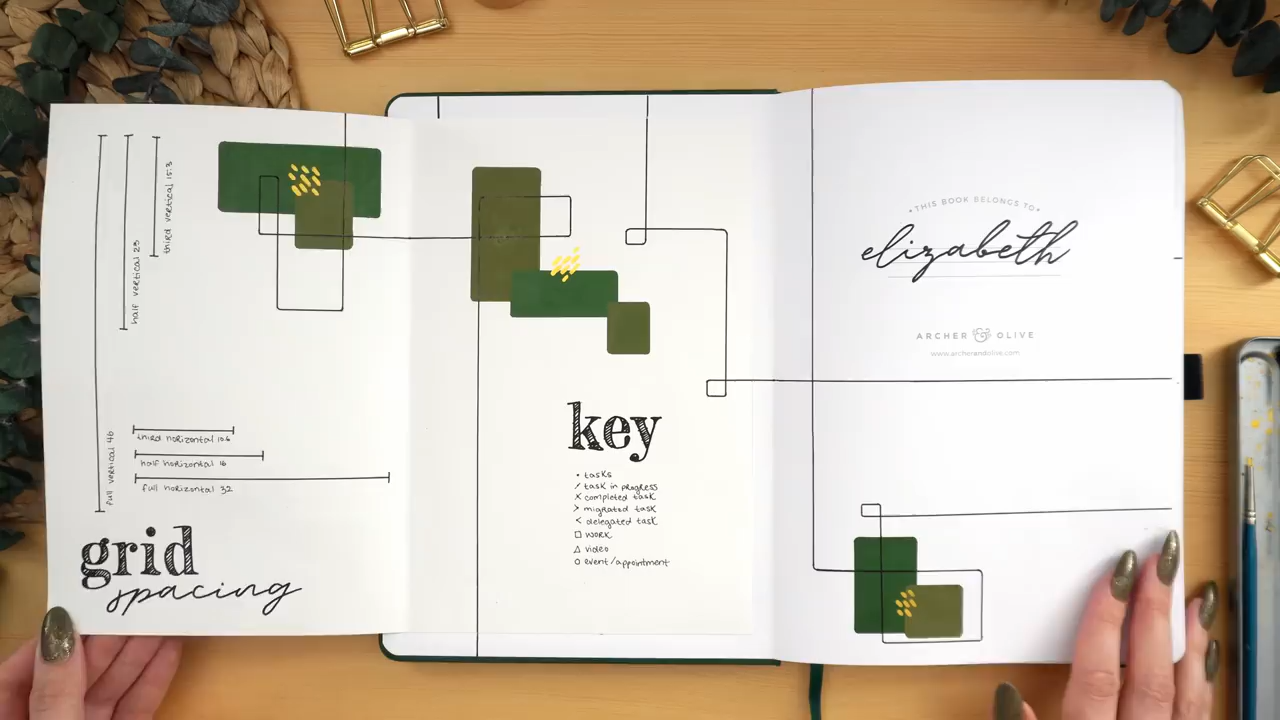 third vertical 15.3
half vertical 23
full vertical 46
third horizontal 10.6
half horizontal 16
full horizontal 32
grid
spacing
key
• tasks
/ task in progress
x completed task
> migrated task
< delegated task
□ work
△ video
○ event/appointment
• THIS BOOK BELONGS TO •
elizabeth
ARCHER & OLIVE
www.archerandolive.com